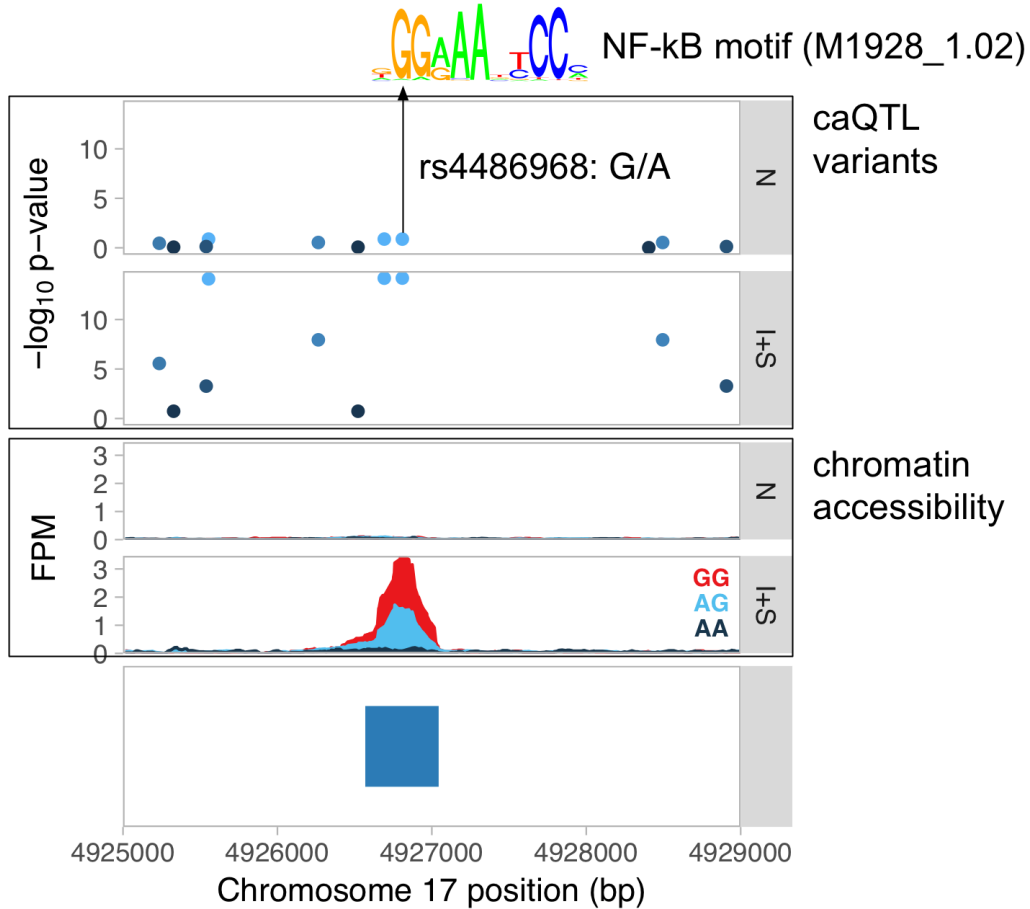 GGAAA TCC NF-kB motif (M1928_1.02)
caQTL
variants
–log10 p–value
10
5
0
rs4486968: G/A
N
10
5
0
I+S
chromatin
accessibility
FPM
3
2
1
0
N
3
2
1
0
GG
AG
AA
I+S
4925000 4926000 4927000 4928000 4929000
Chromosome 17 position (bp)